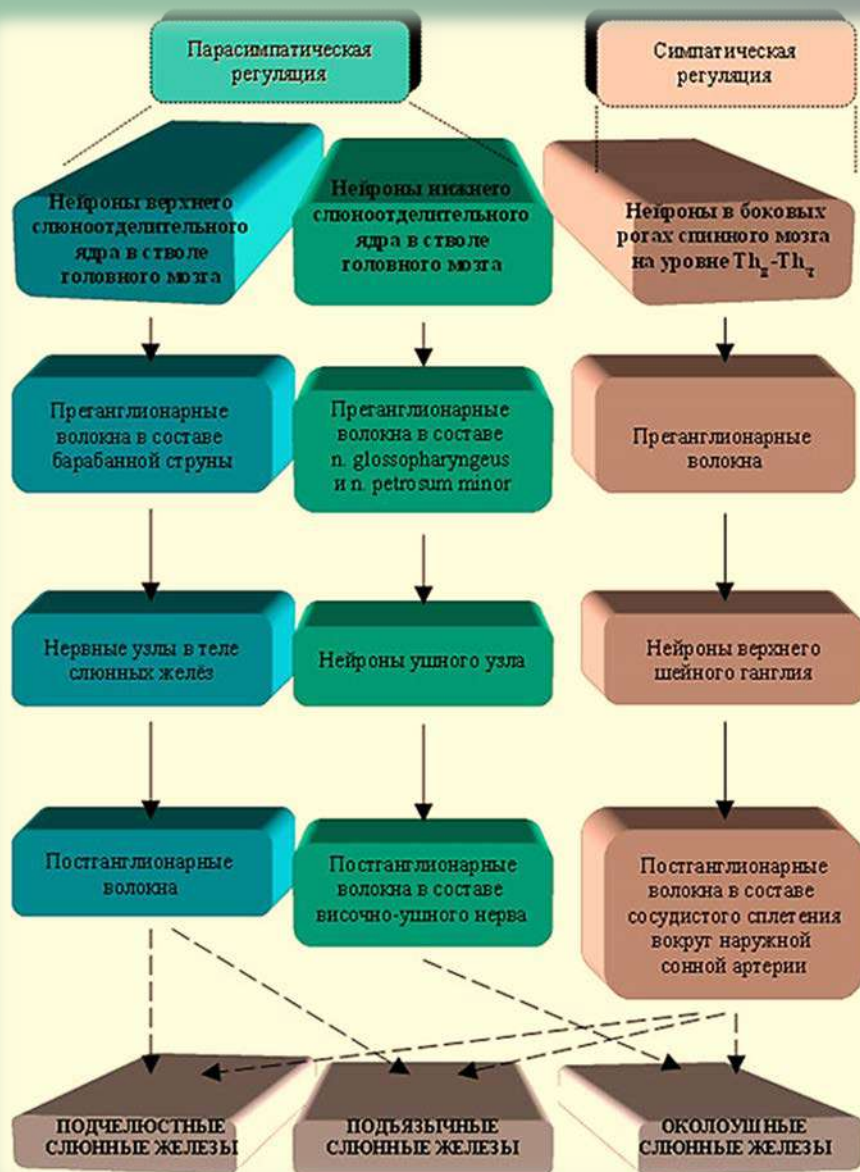 Парасимпатическая
регуляция
Симпатическая
регуляция
Нейроны верхнего
слюноотделительного
ядра в стволе
головного мозга
Нейроны нижнего
слюноотделительного
ядра в стволе
головного мозга
Нейроны в боковых
рогах спинного мозга
на уровне Th
Преганглионарные
волокна в составе
барабанной струны
Преганглионарные
волокна в составе
n. glossopharyngeus
и n. petrosum minor
Преганглионарные
волокна
Нервные узлы в теле
слюнных желёз
Нейроны ушного узла
Нейроны верхнего
шейного ганглия
Постганглионарные
волокна
Постганглионарные
волокна в составе
височно-ушного нерва
Постганглионарные
волокна в составе
сосудистого сплетения
вокруг наружной
сонной артерии
ПОДЧЕЛЮСТНЫЕ
СЛЮННЫЕ ЖЕЛЕЗЫ
ПОДЪЯЗЫЧНЫЕ
СЛЮННЫЕ ЖЕЛЕЗЫ
ОКОЛОУШНЫЕ
СЛЮННЫЕ ЖЕЛЕЗЫ